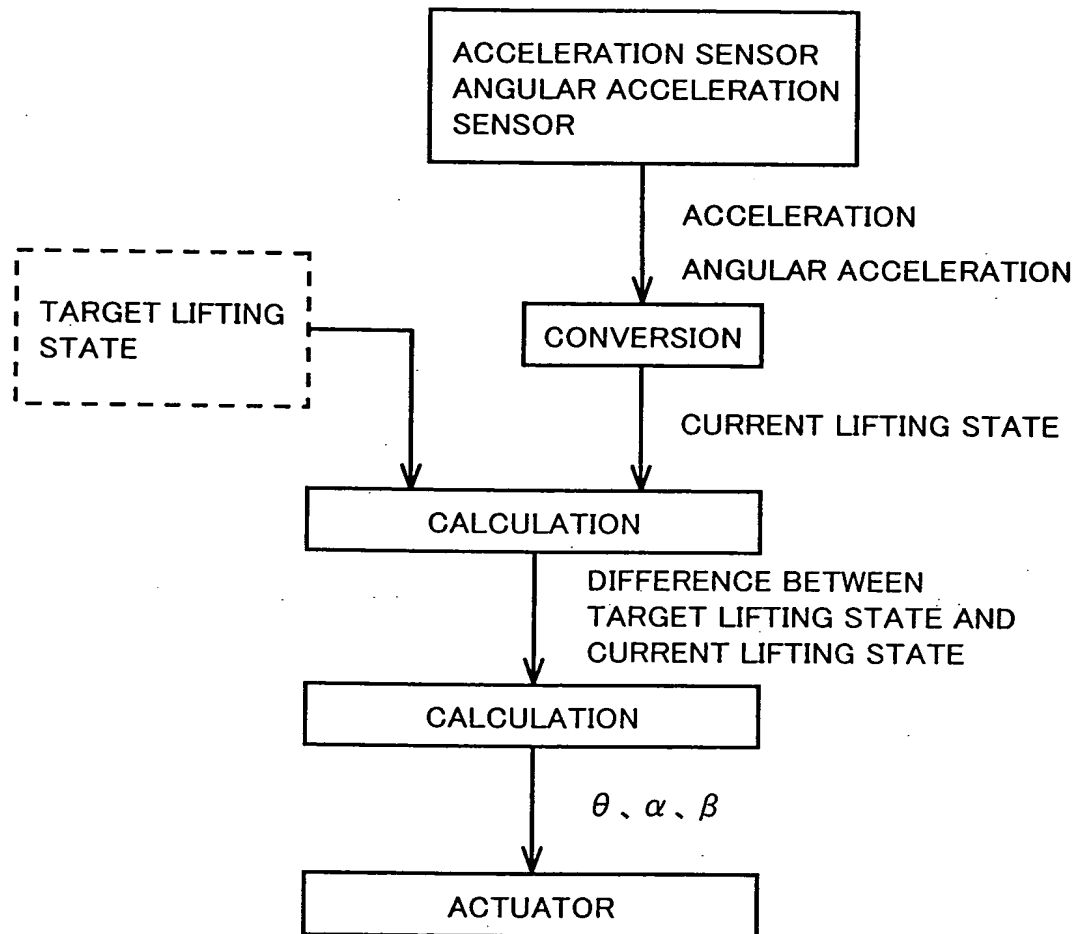 ACCELERATION SENSOR
ANGULAR ACCELERATION
SENSOR
ACCELERATION
ANGULAR ACCELERATION
TARGET LIFTING
STATE
CONVERSION
CURRENT LIFTING STATE
CALCULATION
DIFFERENCE BETWEEN
TARGET LIFTING STATE AND
CURRENT LIFTING STATE
CALCULATION
θ、α、β
ACTUATOR